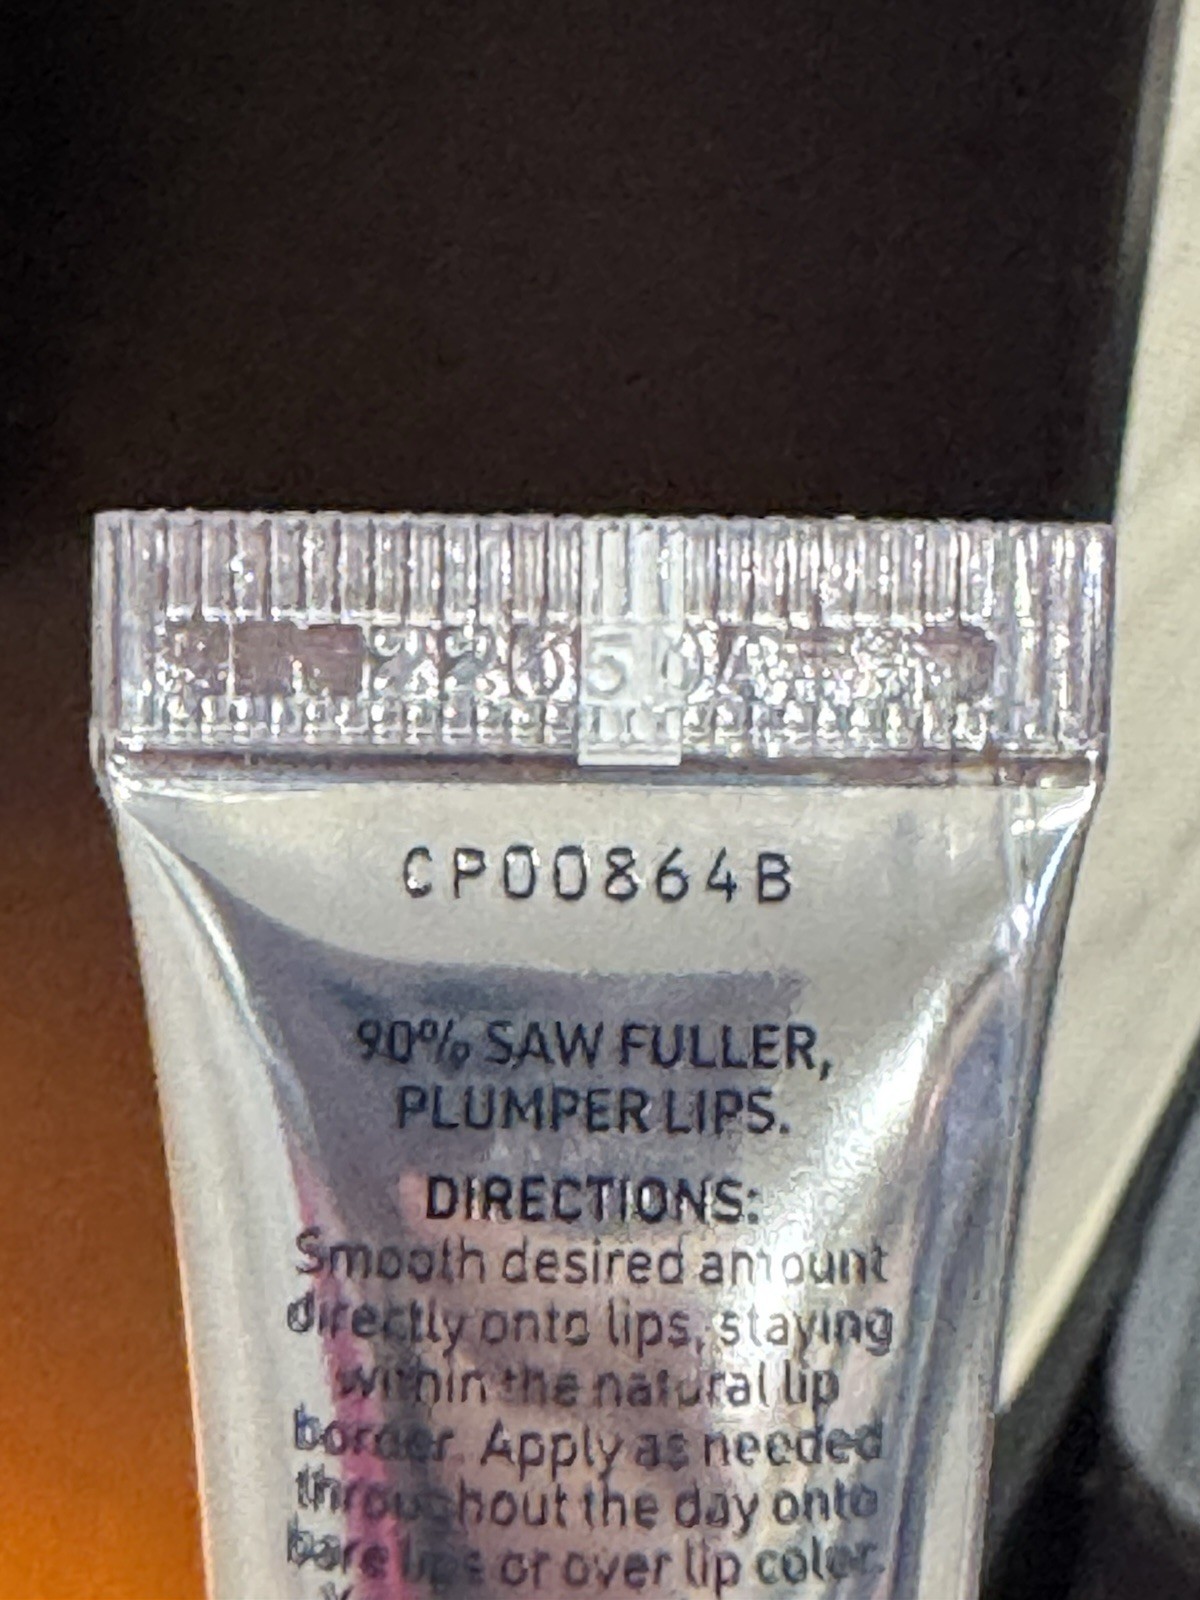 22050A
CP00864B
90% SAW FULLER,
PLUMPER LIPS.
DIRECTIONS:
Smooth desired amount
directly onto lips, staying
within the natural lip
border. Apply as needed
throughout the day onto
bare lips or over lip color.